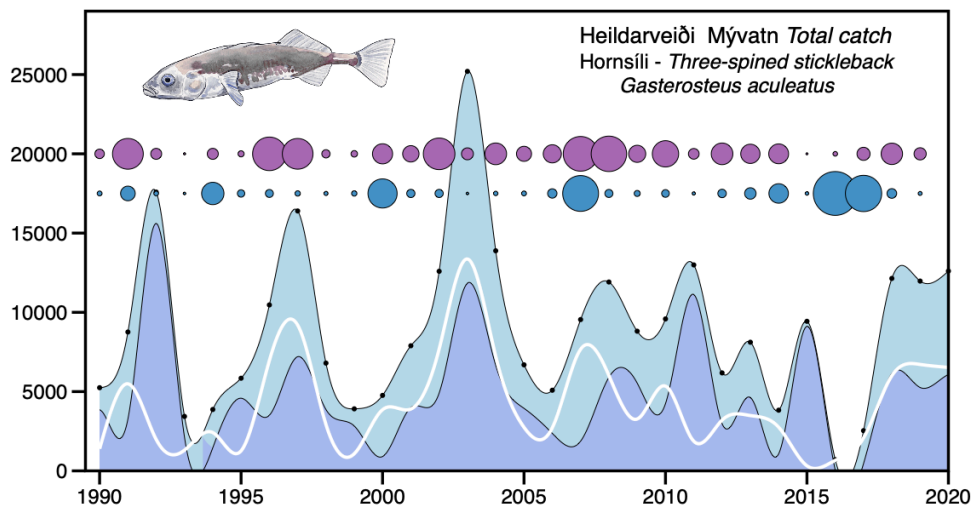 Heildarveiði Mývatn Total catch
Hornsíli - Three-spined stickleback
Gasterosteus aculeatus
25000
20000
15000
10000
5000
0
1990 1995 2000 2005 2010 2015 2020